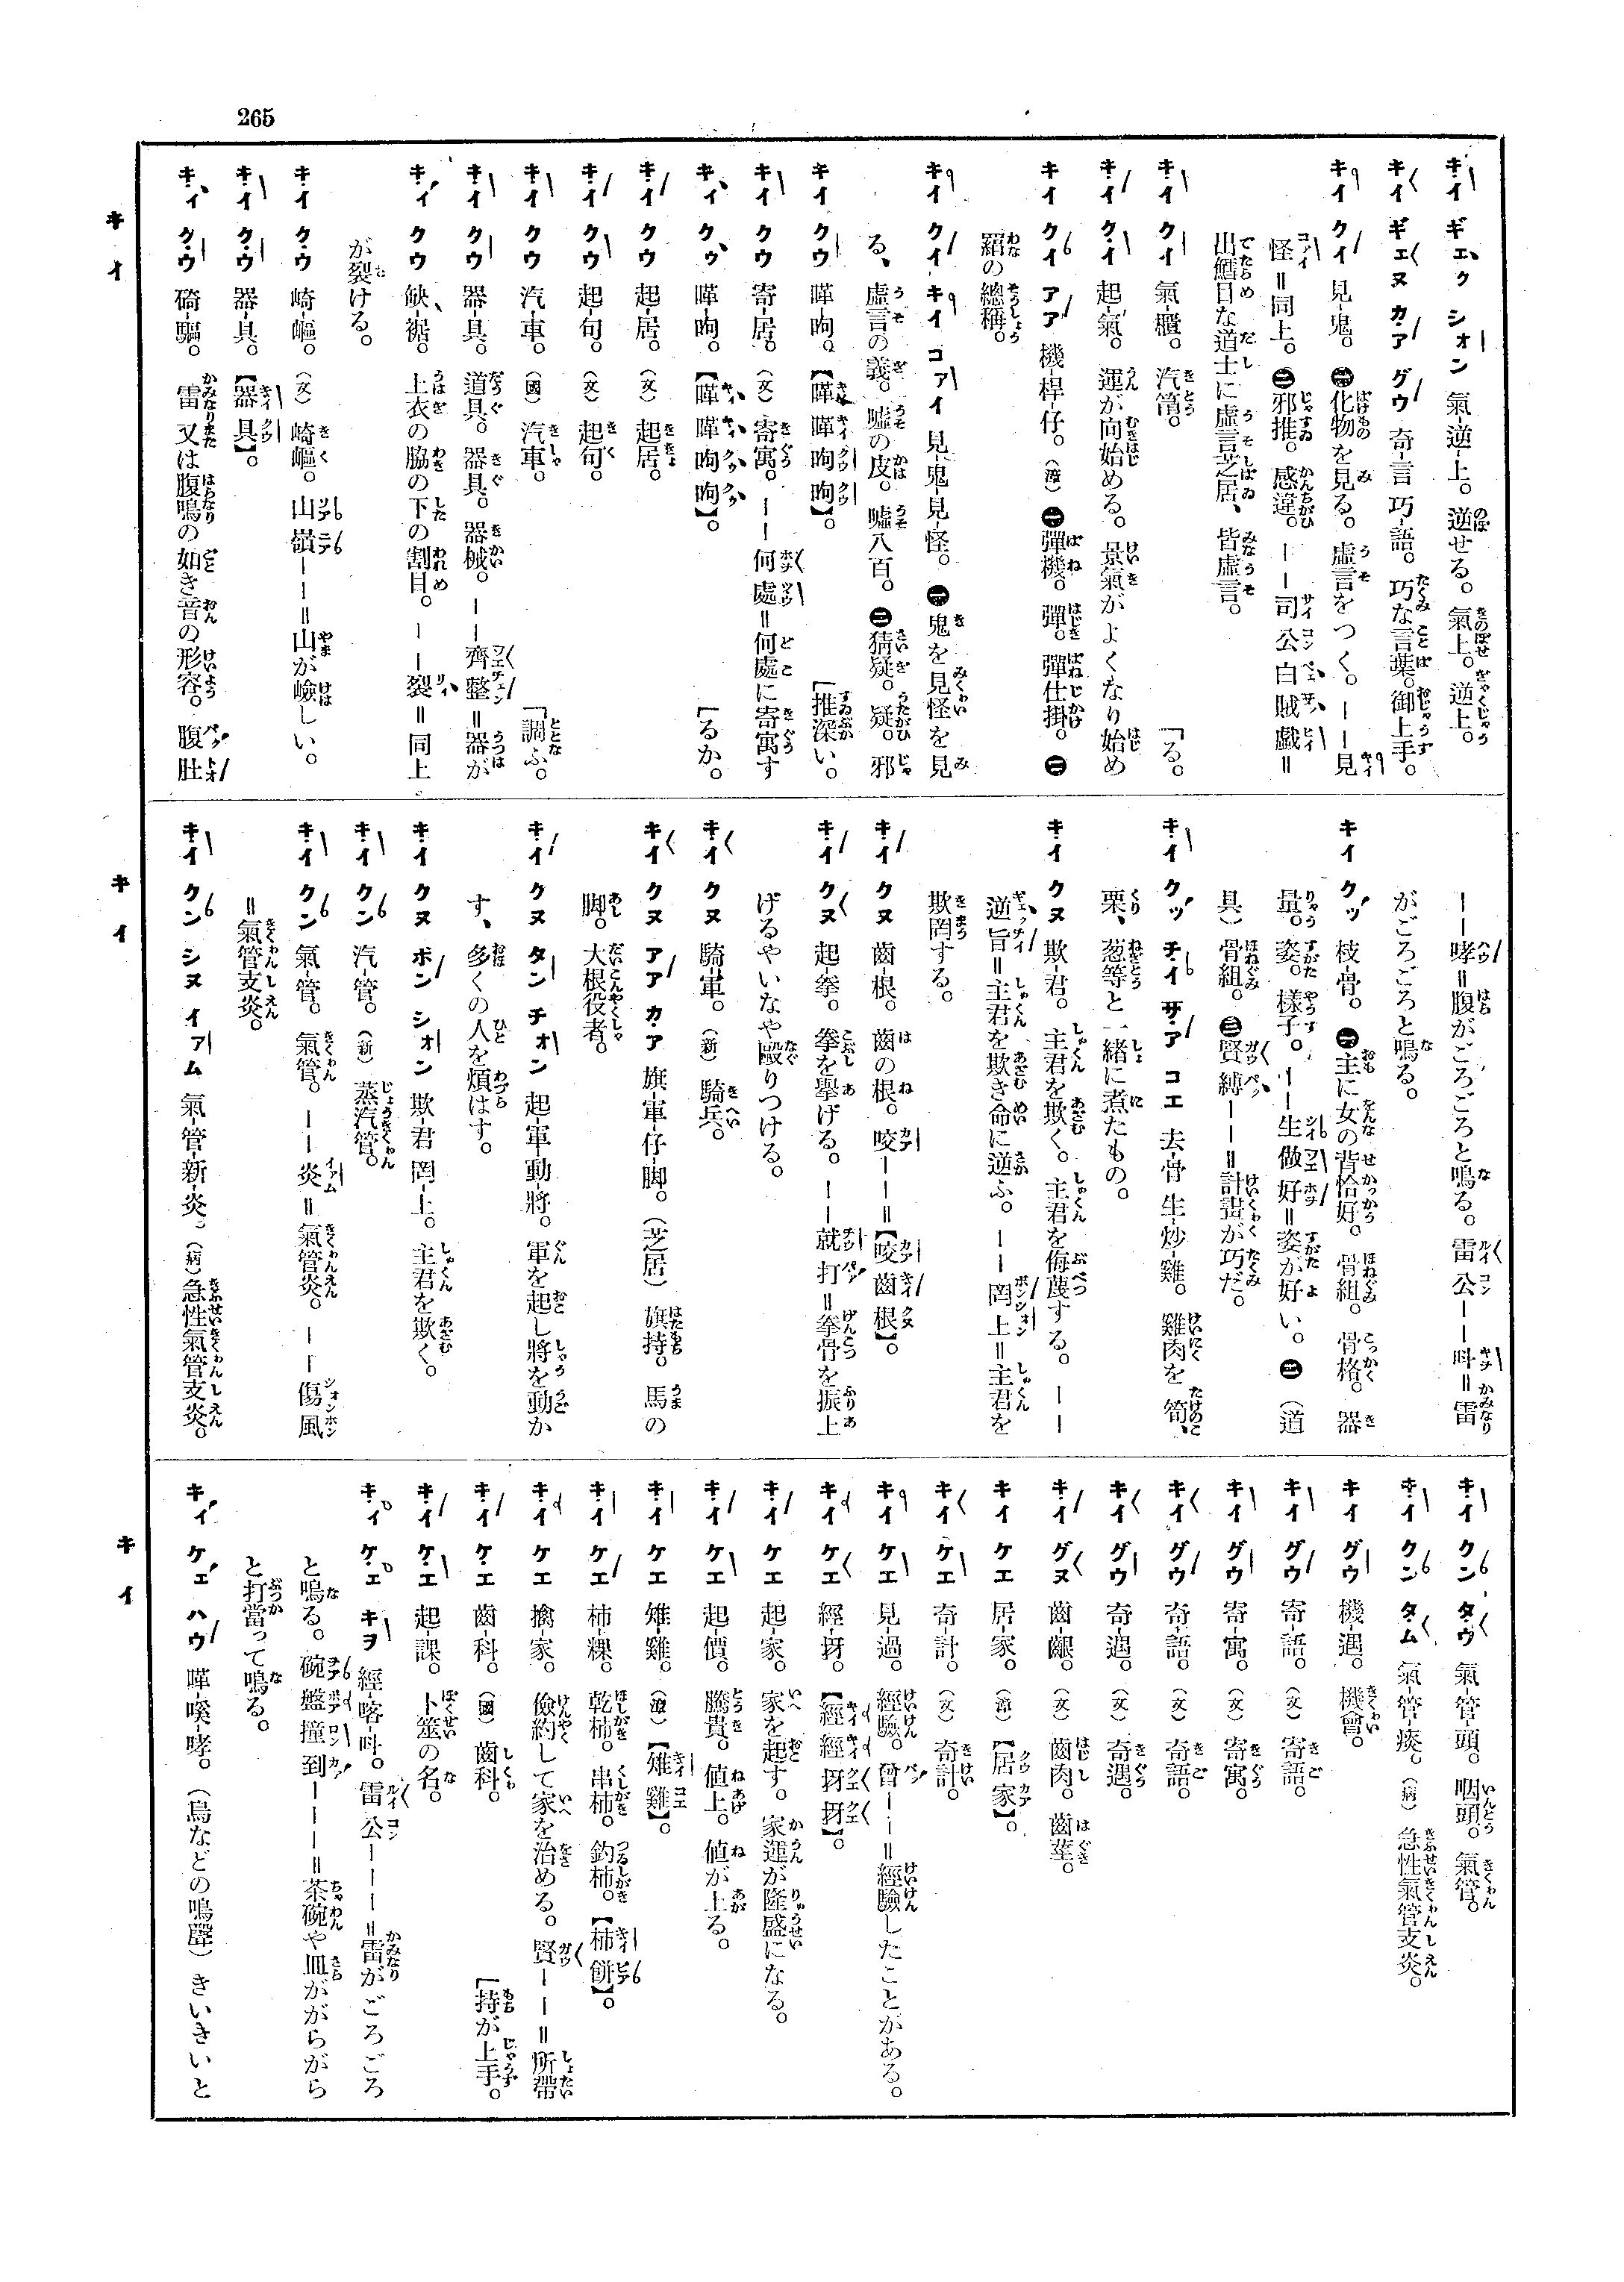 265
キイ ギエク シオン 氣-逆-上。逆せる。氣上。逆上。
キイ ギエヌ カア グウ 奇-言 巧-語。巧な言葉。御上手。
キイ クイ 見-鬼。㊀化物を見る。虛言をつく。――見
怪=同上。㊁邪推。感違。――司公白賊戲=
出鱈目な道士に虛言芝居、皆虛言。
キイ クイ 氣-櫃。汽筩。 「る。
キイ クイ 起-氣。運が向始める。景氣がよくなり始め
キイ クイ アア 機-桿-仔。(漳)㊀彈機。彈。彈仕掛。㊁
羂の總稱。
キイ クイ キイ コアイ 見-鬼-見-怪。㊀鬼を見怪を見
る、虛言の義。嘘の皮。嘘八百。㊁猜疑。疑。邪
キイ クウ 㗲-呴。【㗲㗲呴呴】。 「推深い。
キイ クウ 寄-居。(文)寄寓。――何處=何處に寄寓す
キイ クウ 㗲-呴。【㗲㗲呴呴】。 「るか。
キイ クウ 起-居。(文)起居。
キイ クウ 起-句。(文)起句。
キイ クウ 汽-車。(國)汽車。 「調ふ。
キイ クウ 器-具。道具。器具。器械。――齊整=器が
キイ クウ 缺-裾。上衣の脇の下の割目。――裂=同上
が裂ける。
キイ クウ 崎-嶇。(文)崎嶇。山嶺――=山が嶮しい。
キイ クウ 器-具。【器具】。
キイ クウ 碕-驅。雷又は腹鳴の如き音の形容。腹肚
――哮=腹がごろごろと鳴る。雷公――呌=雷
がごろごろと鳴る。
キイ クッ 枝-骨。㊀主に女の背恰好。骨組。骨格。器
量。姿。樣子。――生做好=姿が好い。㊁(道
具)骨組。㊂賢縛――=計畫が巧だ。
キイ クッ チイ サア コエ 去-骨 生-炒-雞。雞肉を筍、
栗、葱等と一緒に煮たもの。
キイ クヌ 欺-君。主君を欺く。主君を侮蔑する。――
逆旨=主君を欺き命に逆ふ。――罔上=主君を
欺罔する。
キイ クヌ 齒-根。齒の根。咬――=【咬齒根】。
キイ クヌ 起-拳。拳を擧げる。――就打=拳骨を振上
げるやいなや毆りつける。
キイ クヌ 騎-軍。(新)騎兵。
キイ クヌ アア カア 旗-軍-仔-脚。(芝居)旗持。馬の
脚。大根役者。
キイ クヌ タン チオン 起-軍動-將。軍を起し將を動か
す、多くの人を煩はす。
キイ クヌ ボン シオン 欺-君 罔-上。主君を欺く。
キイ クン 汽-管。(新)蒸汽管。
キイ クン 氣-管。氣管。――炎=氣管炎。――傷風
=氣管支炎。
キイ クン シヌ イアム 氣-管-新-炎。(病)急性氣管支炎。
キイ クン タウ 氣-管-頭。咽頭。氣管。
キイ クン タム 氣-管-痰。(病)急性氣管支炎。
キイ グウ 機-遇。機會。
キイ グウ 寄-語。(文)寄語。
キイ グウ 寄-寓。(文)寄寓。
キイ グウ 奇-語。(文)奇語。
キイ グウ 奇-遇。(文)奇遇。
キイ グヌ 齒-齦。(文)齒肉。齒莖。
キイ ケエ 居-家。(漳)【居家】。
キイ ケエ 奇-計。(文)奇計。
キイ ケエ 見-過。經驗。曾――=經驗したことがある。
キイ ケエ 經-拐。【經經拐拐】。
キイ ケエ 起-家。家を起す。家運が隆盛になる。
キイ ケエ 起-價。騰貴。値上。値が上る。
キイ ケエ 雉-雞。(漳)【雉雞】。
キイ ケエ 柿-粿。乾柿。串柿。釣柿。【柿餅】。
キイ ケエ 擒-家。儉約して家を治める。賢――=所帶
キイ ケエ 齒-科。(國)齒科。 「持が上手。
キイ ケエ 起-課。卜筮の名。
キイ ケエ キヲ 經-喀-呌。雷公―――=雷がごろごろ
と鳴る。碗盤撞到―――=茶碗や皿ががらがら
と打當って鳴る。
キイ ケエ ハウ 㗲-㗨-哮。(鳥などの鳴聲)きいきいと
キイ
キイ
キイ